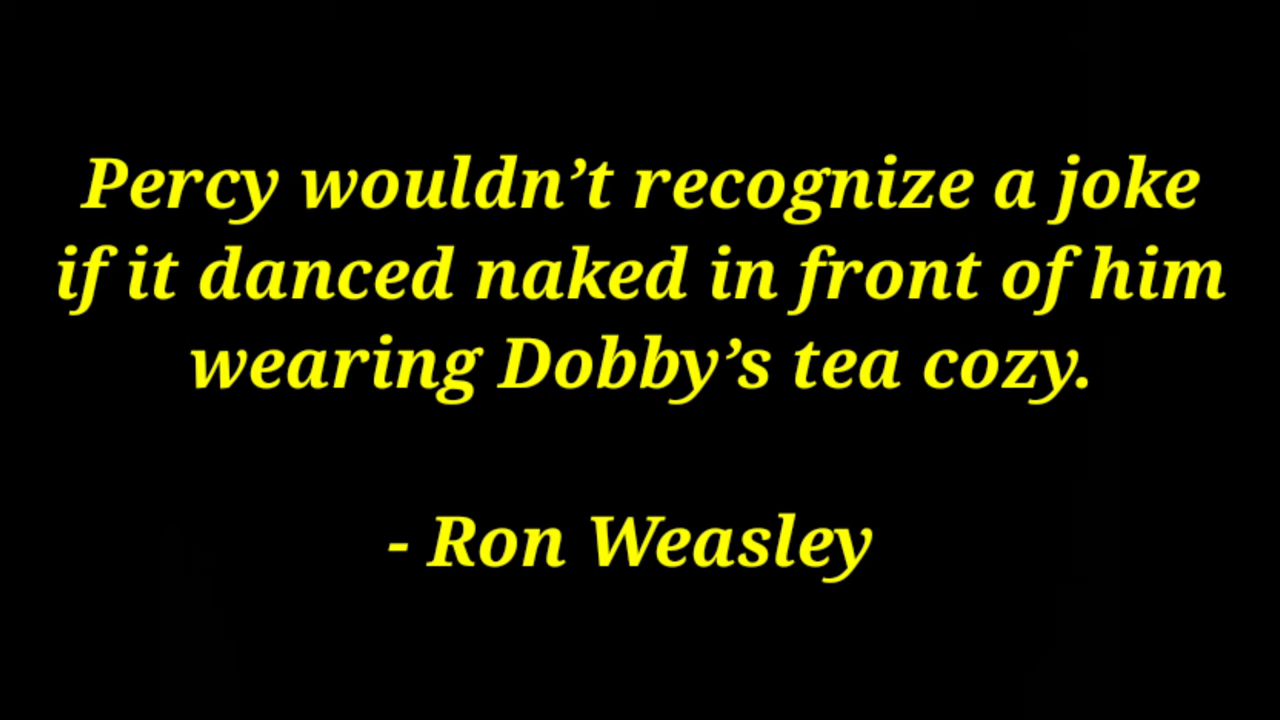 Percy wouldn’t recognize a joke
if it danced naked in front of him
wearing Dobby’s tea cozy.
- Ron Weasley